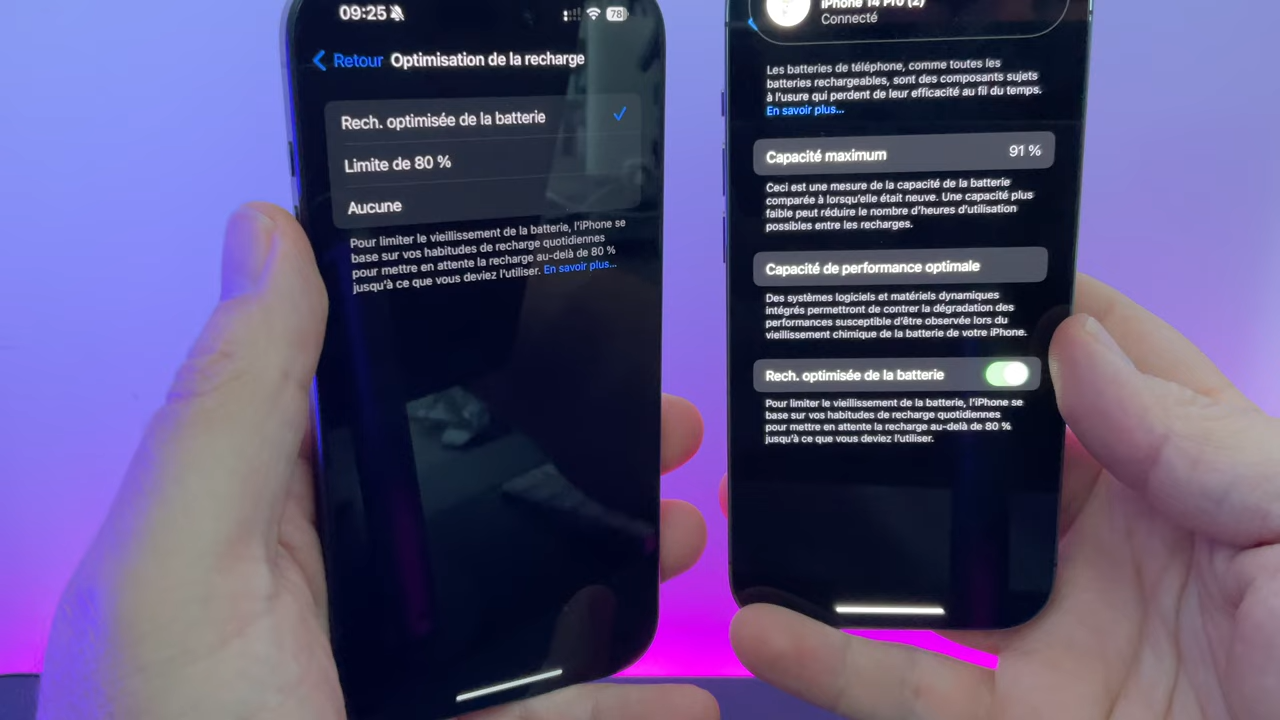 09:25
78
Retour Optimisation de la recharge
Rech. optimisée de la batterie
Limite de 80 %
Aucune
Pour limiter le vieillissement de la batterie, l'iPhone se
base sur vos habitudes de recharge quotidiennes
pour mettre en attente la recharge au-delà de 80 %
jusqu'à ce que vous deviez l'utiliser. En savoir plus...
iPhone 14 Pro (2)
Connecté
Les batteries de téléphone, comme toutes les
batteries rechargeables, sont des composants sujets
à l'usure qui perdent de leur efficacité au fil du temps.
En savoir plus...
Capacité maximum 91 %
Ceci est une mesure de la capacité de la batterie
comparée à lorsqu'elle était neuve. Une capacité plus
faible peut réduire le nombre d'heures d'utilisation
possibles entre les recharges.
Capacité de performance optimale
Des systèmes logiciels et matériels dynamiques
intégrés permettront de contrer la dégradation des
performances susceptible d'être observée lors du
vieillissement chimique de la batterie de votre iPhone.
Rech. optimisée de la batterie
Pour limiter le vieillissement de la batterie, l'iPhone se
base sur vos habitudes de recharge quotidiennes
pour mettre en attente la recharge au-delà de 80 %
jusqu'à ce que vous deviez l'utiliser.